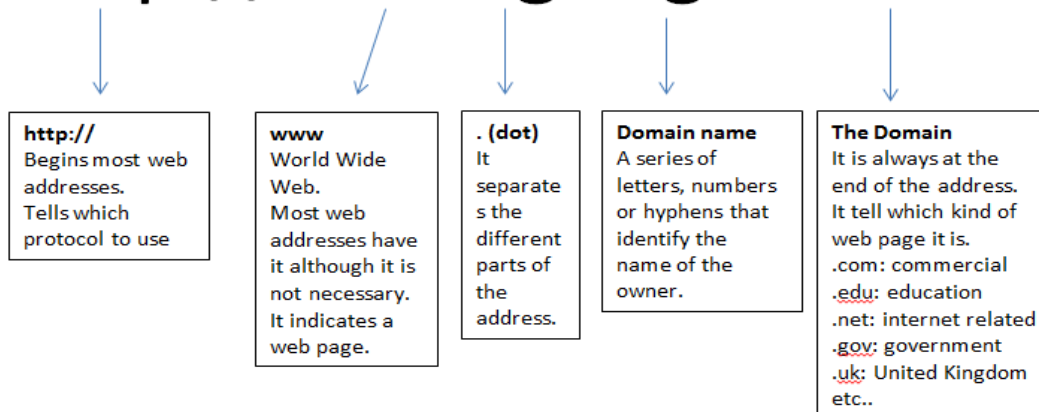 http://
Begins most web
addresses.
Tells which
protocol to use
www
World Wide
Web.
Most web
addresses have
it although it is
not necessary.
It indicates a
web page.
. (dot)
It
separate
s the
different
parts of
the
address.
Domain name
A series of
letters, numbers
or hyphens that
identify the
name of the
owner.
The Domain
It is always at the
end of the address.
It tell which kind of
web page it is.
.com: commercial
.edu: education
.net: internet related
.gov: government
.uk: United Kingdom
etc..